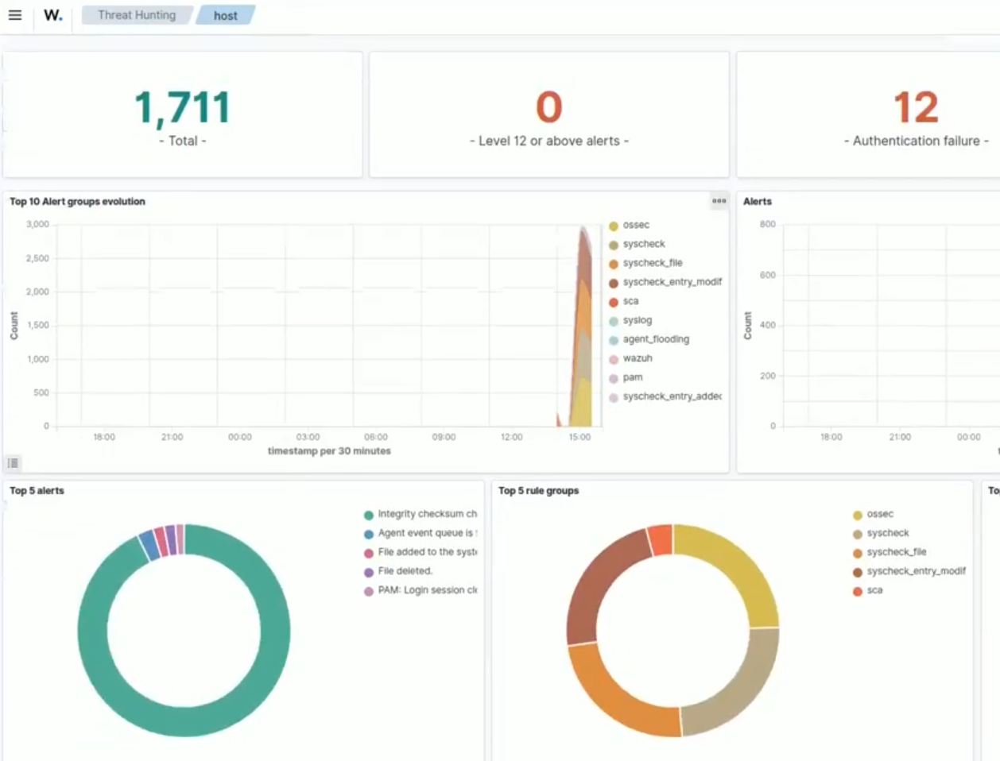 W.
Threat Hunting
host
1,711
- Total -
0
- Level 12 or above alerts -
12
- Authentication failure -
Top 10 Alert groups evolution
3,000
2,500
2,000
1,500
1,000
500
0
Count
18:00 21:00 00:00 03:00 06:00 09:00 12:00 15:00
timestamp per 30 minutes
ossec
syscheck
syscheck_file
syscheck_entry_modif
sca
syslog
agent_flooding
wazuh
pam
syscheck_entry_added
Alerts
800
600
400
200
0
Count
18:00 21:00 00:00
Top 5 alerts
Integrity checksum ch
Agent event queue is
File added to the syste
File deleted.
PAM: Login session cl
Top 5 rule groups
ossec
syscheck
syscheck_file
syscheck_entry_modif
sca
To